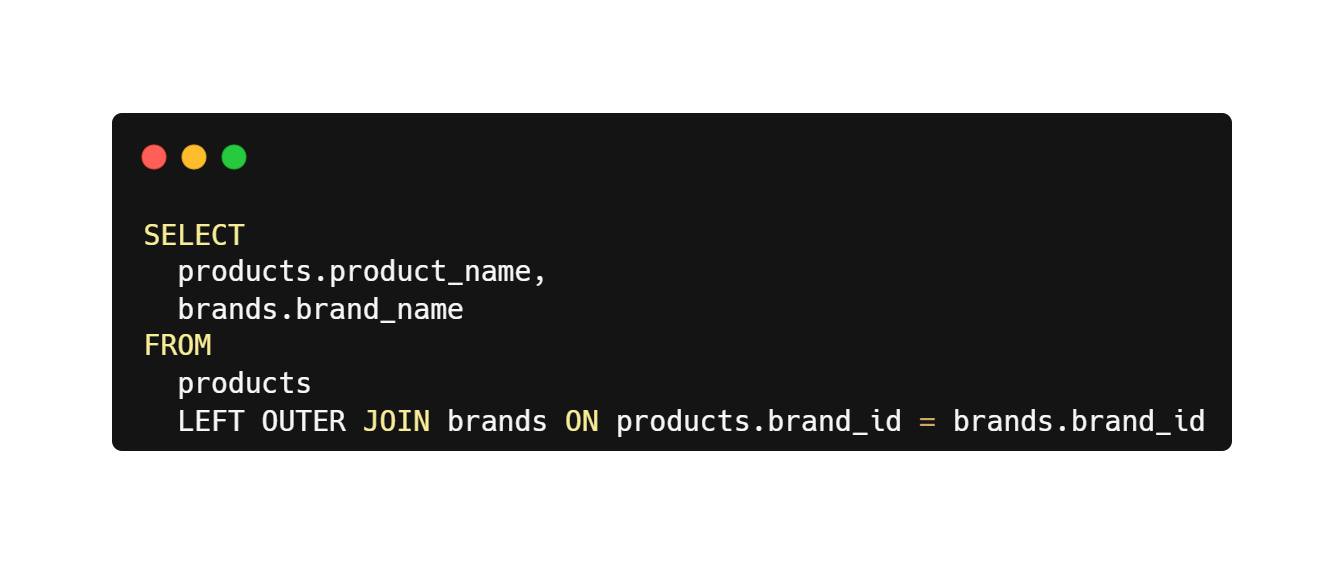 SELECT
  products.product_name,
  brands.brand_name
FROM
  products
  LEFT OUTER JOIN brands ON products.brand_id = brands.brand_id